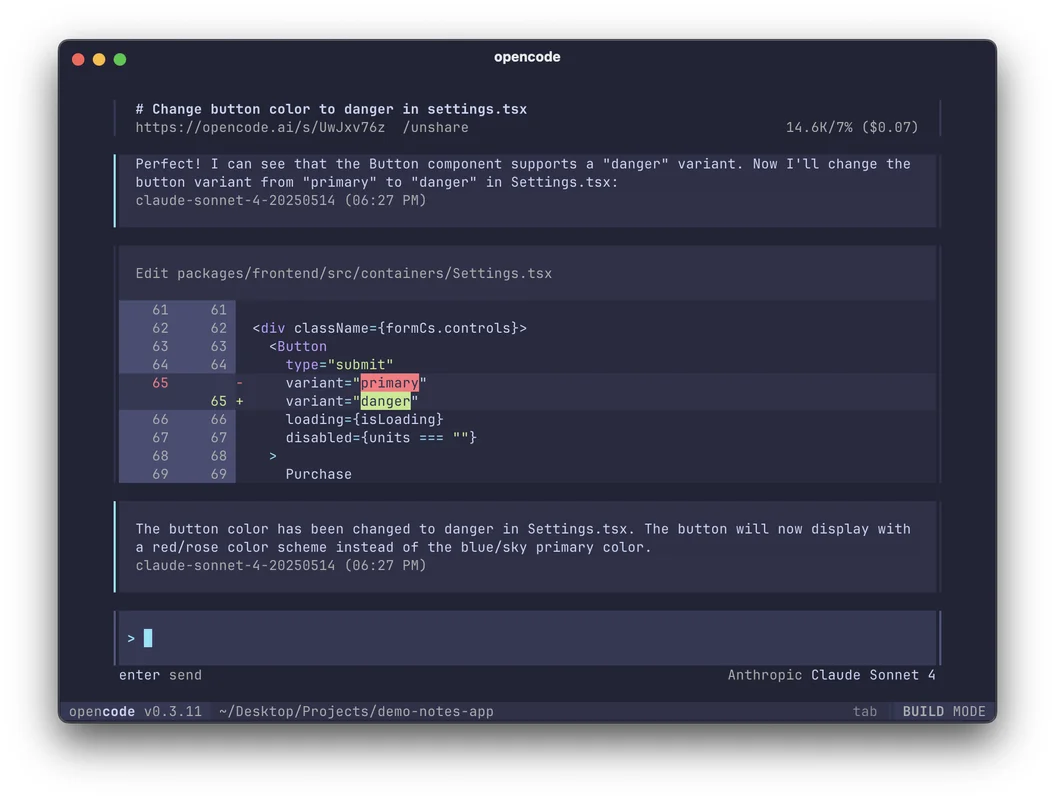 opencode
# Change button color to danger in settings.tsx
https://opencode.ai/s/UwJxv76z /unshare 14.6K/7% ($0.07)
Perfect! I can see that the Button component supports a "danger" variant. Now I'll change the
button variant from "primary" to "danger" in Settings.tsx:
claude-sonnet-4-20250514 (06:27 PM)
Edit packages/frontend/src/containers/Settings.tsx
61 61
62 62 <div className={formCs.controls}>
63 63 <Button
64 64 type="submit"
65 - variant="primary"
65 + variant="danger"
66 66 loading={isLoading}
67 67 disabled={units === ""}
68 68 >
69 69 Purchase
The button color has been changed to danger in Settings.tsx. The button will now display with
a red/rose color scheme instead of the blue/sky primary color.
claude-sonnet-4-20250514 (06:27 PM)
>
enter send Anthropic Claude Sonnet 4
opencode v0.3.11 ~/Desktop/Projects/demo-notes-app tab BUILD MODE